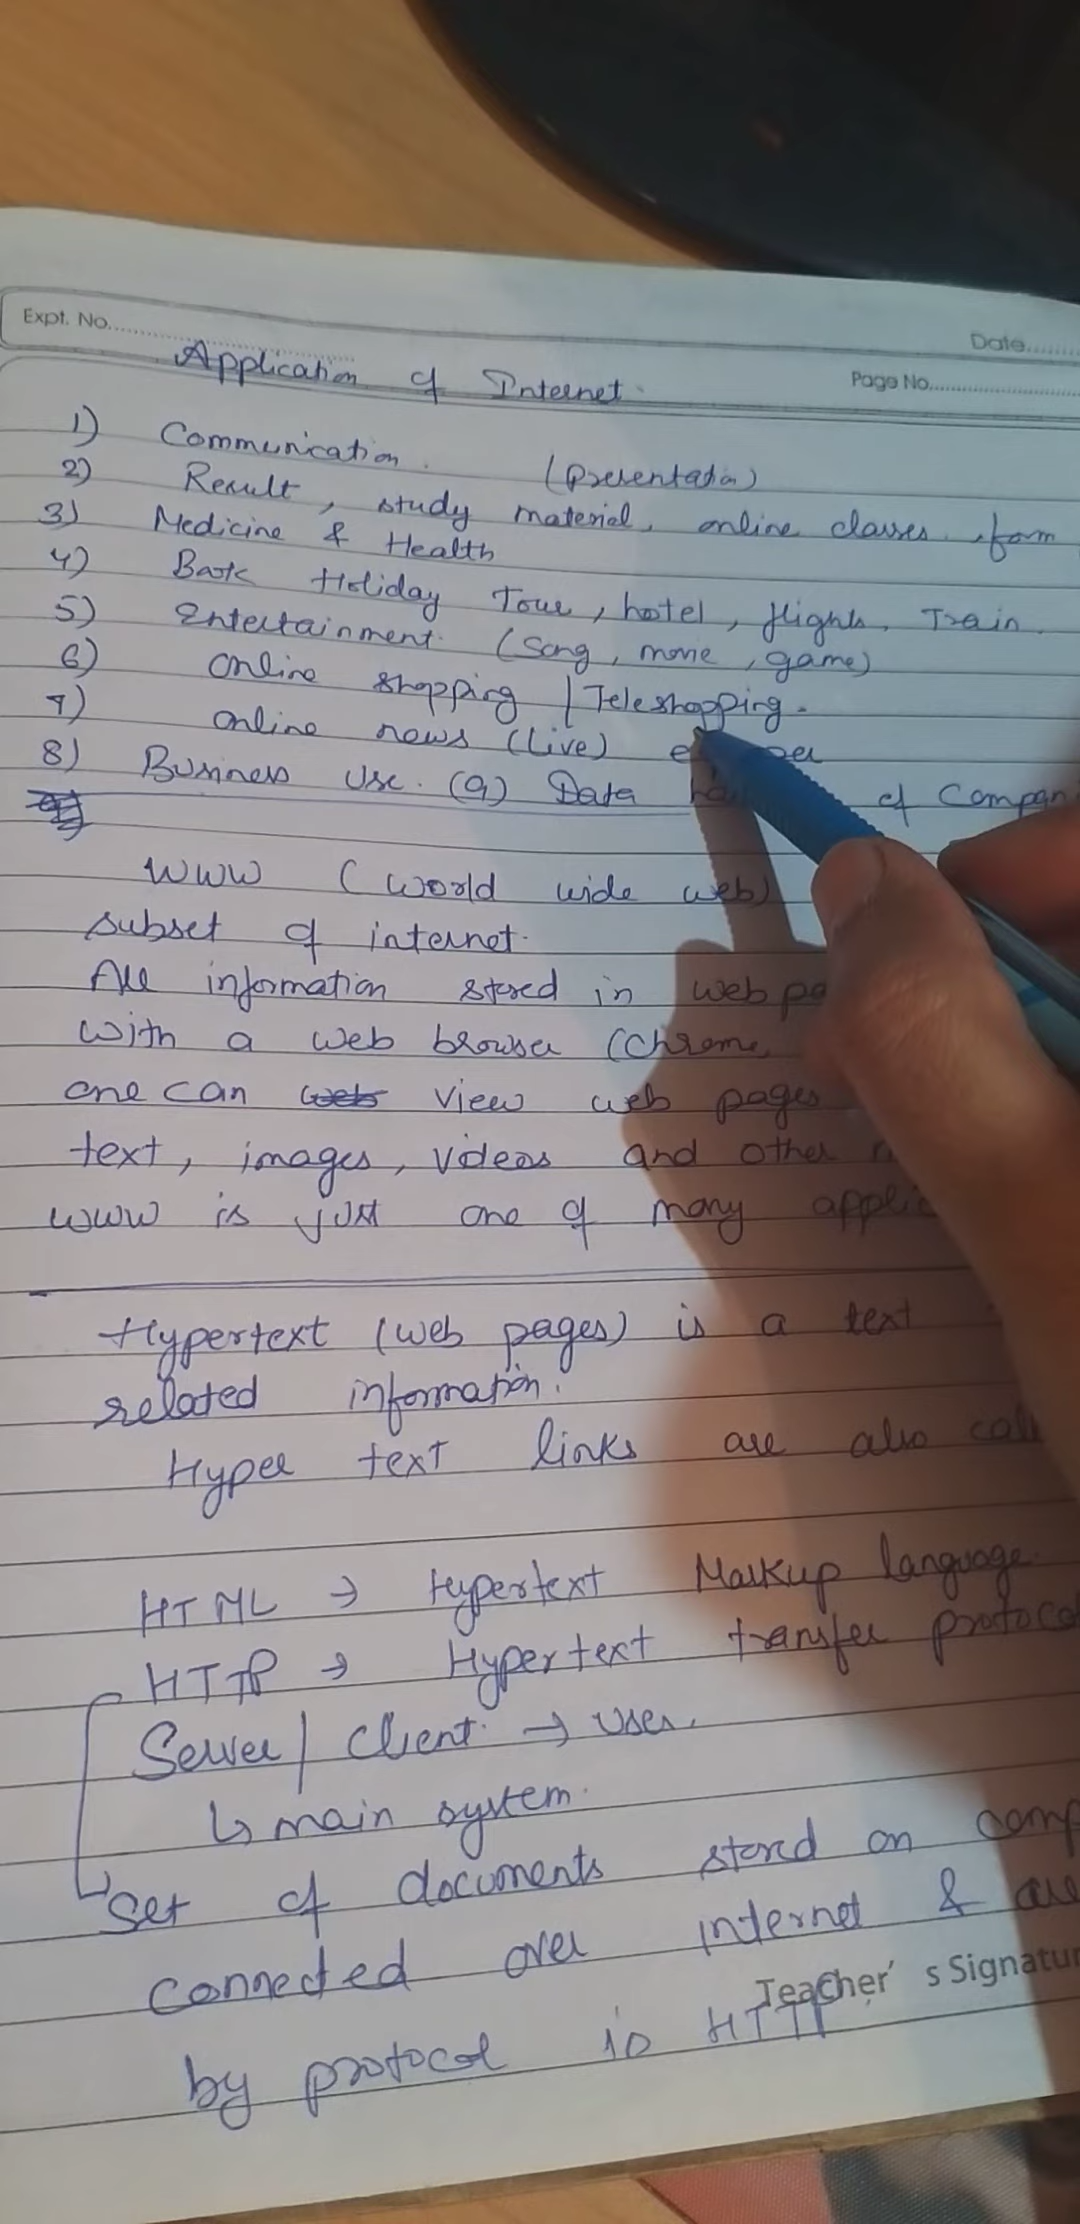 Expt. No.
Date
Page No.
Application of Internet.
1) Communication.
(Presentation)
2) Result, study material, online classes, form
3) Medicine & Health
4) Book Holiday Tour, hotel, flights, Train
5) Entertainment (Song, movie, game)
6) Online shopping / Teleshopping.
7) Online news (live)
8) Business Use. (9) Data of Compan
WWW (World wide web)
subset of internet.
All information stored in web
with a web browser (Chrome,
one can web view web pages
text, images, videos and other
WWW is just one of many
Hypertext (web pages) is a text
related information.
Hyper text links are also
HTML → Hypertext Markup language
HTTP → Hypertext transfer protocol
Server / Client → User.
↳ main system.
Set of documents stored on
connected over internet & are
Teacher's Signatu
by protocol io HTTP